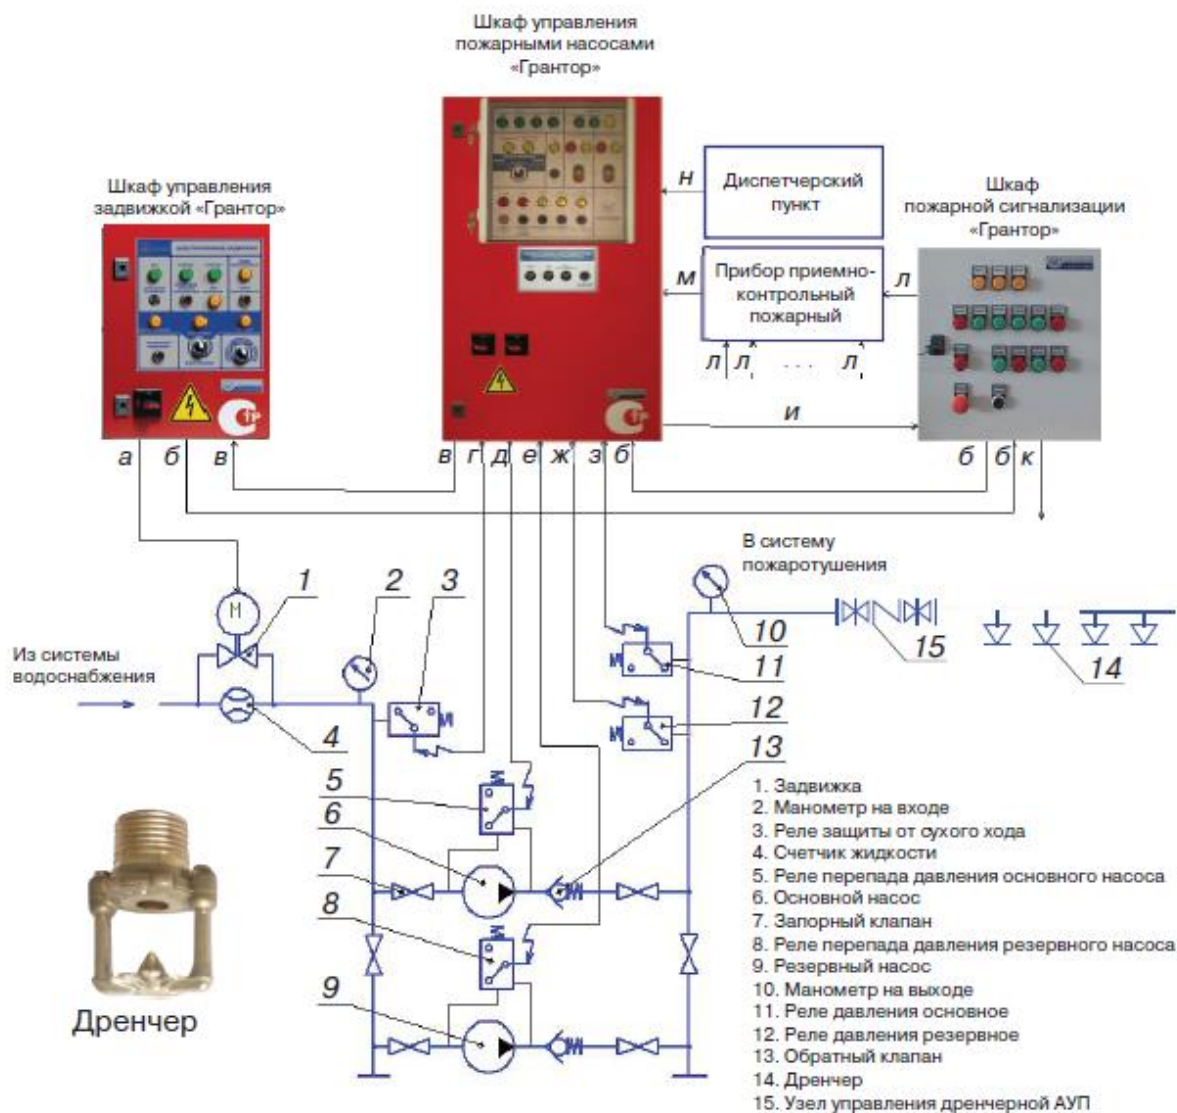 Шкаф управления
пожарными насосами
«Грантор»
Шкаф управления
задвижкой «Грантор»
Диспетчерский
пункт
Шкаф
пожарной сигнализации
«Грантор»
Прибор приемно-
контрольный
пожарный
н
м
л
л л . . . л
и
а б в
в г д е ж з б
б б к
В систему
пожаротушения
Из системы
водоснабжения
М
1
2
3
4
5
6
7
8
9
10
11
12
13
14
15
Дренчер
1. Задвижка
2. Манометр на входе
3. Реле защиты от сухого хода
4. Счетчик жидкости
5. Реле перепада давления основного насоса
6. Основной насос
7. Запорный клапан
8. Реле перепада давления резервного насоса
9. Резервный насос
10. Манометр на выходе
11. Реле давления основное
12. Реле давления резервное
13. Обратный клапан
14. Дренчер
15. Узел управления дренчерной АУП